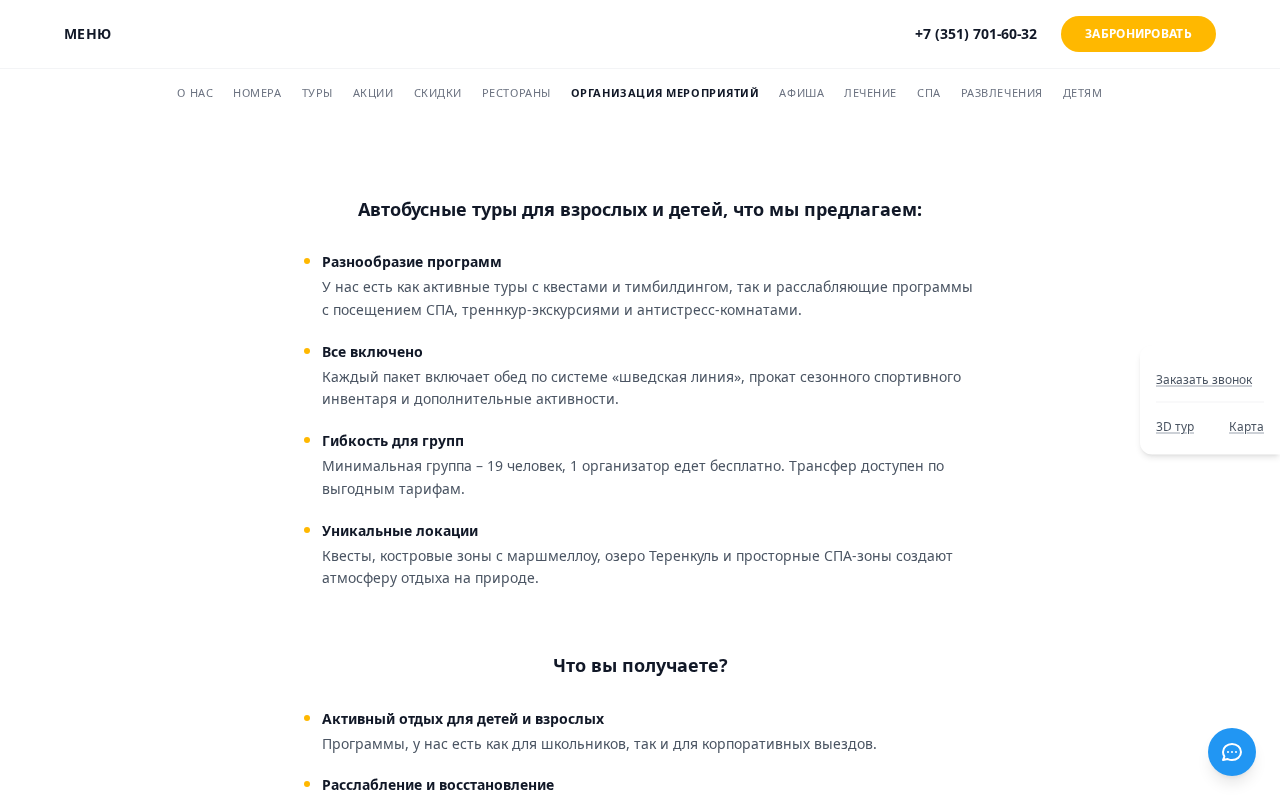 МЕНЮ
+7 (351) 701-60-32
ЗАБРОНИРОВАТЬ
О НАС НОМЕРА ТУРЫ АКЦИИ СКИДКИ РЕСТОРАНЫ ОРГАНИЗАЦИЯ МЕРОПРИЯТИЙ АФИША ЛЕЧЕНИЕ СПА РАЗВЛЕЧЕНИЯ ДЕТЯМ
Автобусные туры для взрослых и детей, что мы предлагаем:
Разнообразие программ
У нас есть как активные туры с квестами и тимбилдингом, так и расслабляющие программы
с посещением СПА, треннкур-экскурсиями и антистресс-комнатами.
Все включено
Каждый пакет включает обед по системе «шведская линия», прокат сезонного спортивного
инвентаря и дополнительные активности.
Гибкость для групп
Минимальная группа – 19 человек, 1 организатор едет бесплатно. Трансфер доступен по
выгодным тарифам.
Уникальные локации
Квесты, костровые зоны с маршмеллоу, озеро Теренкуль и просторные СПА-зоны создают
атмосферу отдыха на природе.
Что вы получаете?
Активный отдых для детей и взрослых
Программы, у нас есть как для школьников, так и для корпоративных выездов.
Расслабление и восстановление
Заказать звонок
3D тур Карта